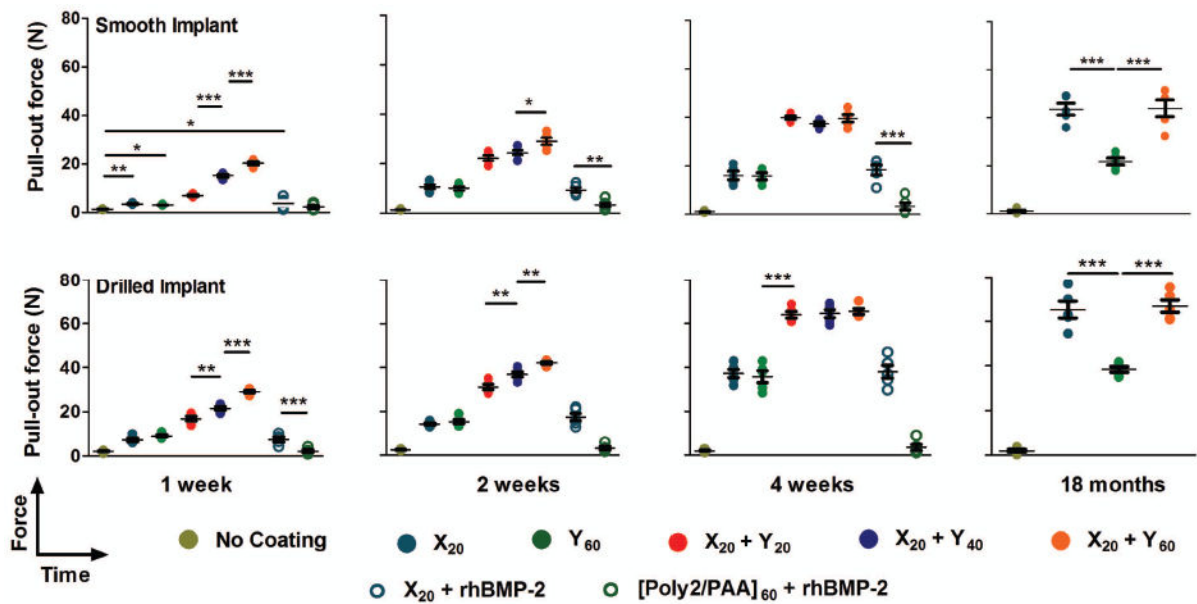 Smooth Implant
Pull-out force (N)
80
60
40
20
0
** * * *** ***
* **
***
*** ***
Drilled Implant
Pull-out force (N)
80
60
40
20
0
** *** ***
** **
***
*** ***
1 week 2 weeks 4 weeks 18 months
Force
Time
No Coating X20 Y60 X20 + Y20 X20 + Y40 X20 + Y60
X20 + rhBMP-2 [Poly2/PAA]60 + rhBMP-2